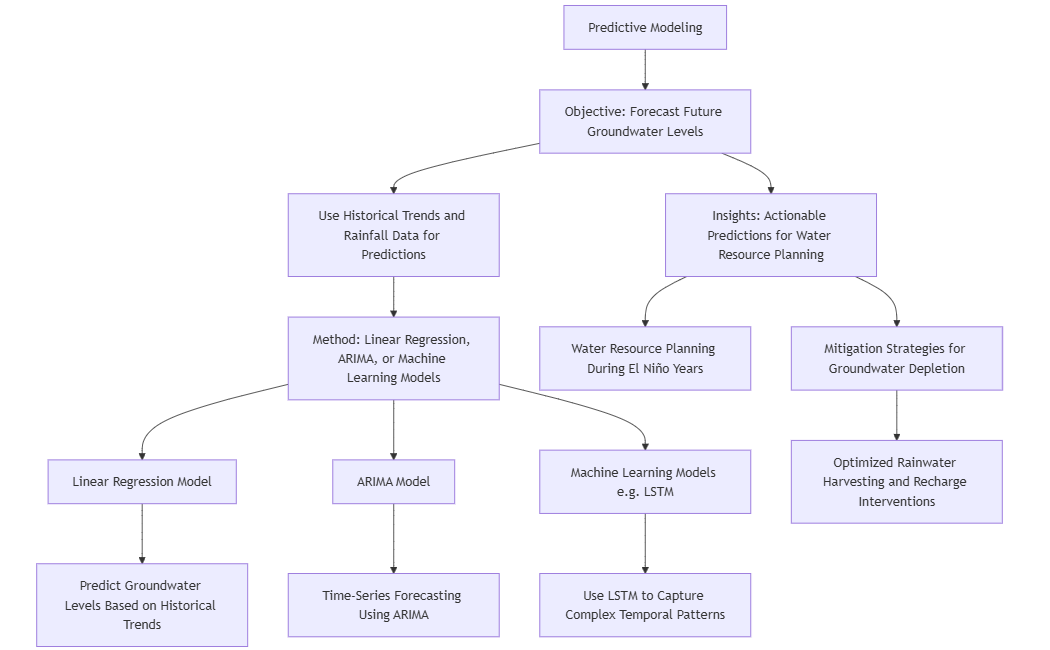 Predictive Modeling
Objective: Forecast Future
Groundwater Levels
Use Historical Trends and
Rainfall Data for
Predictions
Insights: Actionable
Predictions for Water
Resource Planning
Method: Linear Regression,
ARIMA, or Machine
Learning Models
Water Resource Planning
During El Niño Years
Mitigation Strategies for
Groundwater Depletion
Linear Regression Model
ARIMA Model
Machine Learning Models
e.g. LSTM
Optimized Rainwater
Harvesting and Recharge
Interventions
Predict Groundwater
Levels Based on Historical
Trends
Time-Series Forecasting
Using ARIMA
Use LSTM to Capture
Complex Temporal Patterns